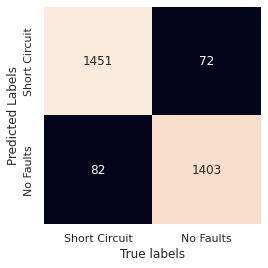 Predicted Labels
Short Circuit
1451
72
No Faults
82
1403
Short Circuit
No Faults
True labels